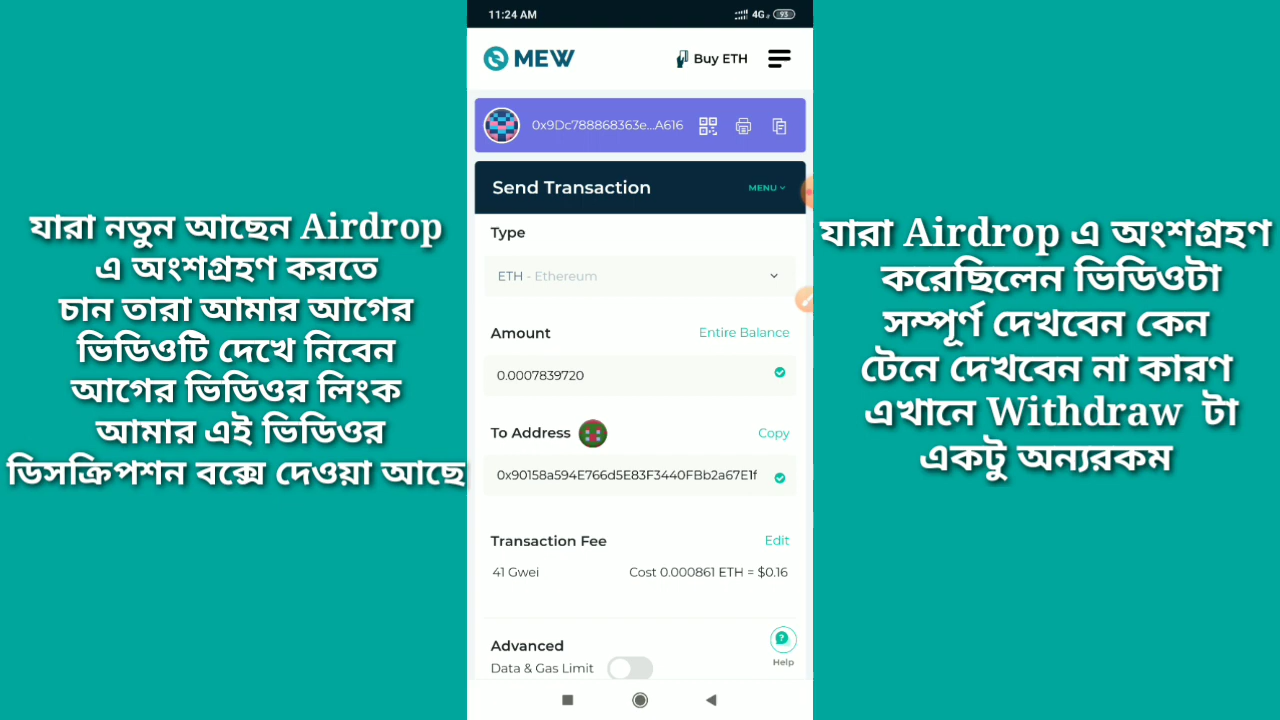 যারা নতুন আছেন Airdrop
এ অংশগ্রহণ করতে
চান তারা আমার আগের
ভিডিওটি দেখে নিবেন
আগের ভিডিওর লিংক
আমার এই ভিডিওর
ডিসক্রিপশন বক্সে দেওয়া আছে
11:24 AM
4G
93
MEW
Buy ETH
0x9Dc788868363e...A616
Send Transaction
MENU
Type
ETH - Ethereum
Amount
Entire Balance
0.0007839720
To Address
Copy
0x90158a594E766d5E83F3440FBb2a67E1f
Transaction Fee
Edit
41 Gwei
Cost 0.000861 ETH = $0.16
Advanced
Data & Gas Limit
Help
যারা Airdrop এ অংশগ্রহণ
করেছিলেন ভিডিওটা
সম্পূর্ণ দেখবেন কেন
টেনে দেখবেন না কারণ
এখানে Withdraw টা
একটু অন্যরকম